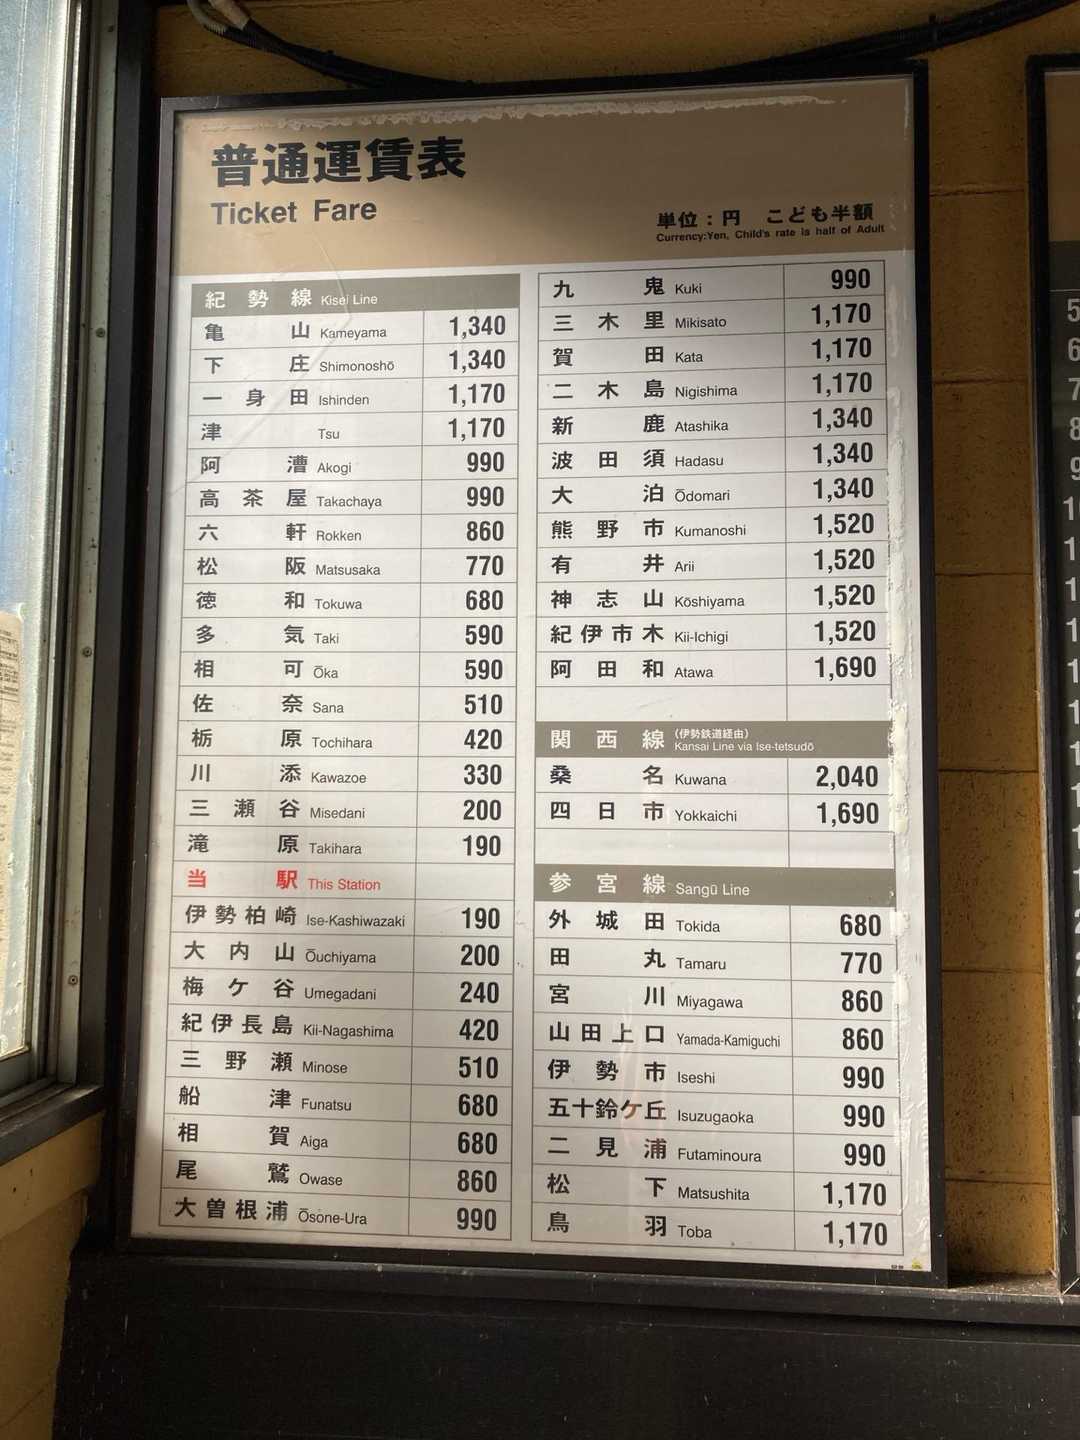 普通運賃表
Ticket Fare
単位：円　こども半額
Currency:Yen, Child's rate is half of Adult
紀勢線 Kisei Line
亀山 Kameyama 1,340
下庄 Shimonoshō 1,340
一身田 Ishinden 1,170
津 Tsu 1,170
阿漕 Akogi 990
高茶屋 Takachaya 990
六軒 Rokken 860
松阪 Matsusaka 770
徳和 Tokuwa 680
多気 Taki 590
相可 Ōka 590
佐奈 Sana 510
栃原 Tochihara 420
川添 Kawazoe 330
三瀬谷 Misedani 200
滝原 Takihara 190
当駅 This Station
伊勢柏崎 Ise-Kashiwazaki 190
大内山 Ōuchiyama 200
梅ケ谷 Umegadani 240
紀伊長島 Kii-Nagashima 420
三野瀬 Minose 510
船津 Funatsu 680
相賀 Aiga 680
尾鷲 Owase 860
大曽根浦 Ōsone-Ura 990
九鬼 Kuki 990
三木里 Mikisato 1,170
賀田 Kata 1,170
二木島 Nigishima 1,170
新鹿 Atashika 1,340
波田須 Hadasu 1,340
大泊 Ōdomari 1,340
熊野市 Kumanoshi 1,520
有井 Arii 1,520
神志山 Kōshiyama 1,520
紀伊市木 Kii-Ichigi 1,520
阿田和 Atawa 1,690
関西線 （伊勢鉄道経由） Kansai Line via Ise-tetsudō
桑名 Kuwana 2,040
四日市 Yokkaichi 1,690
参宮線 Sangū Line
外城田 Tokida 680
田丸 Tamaru 770
宮川 Miyagawa 860
山田上口 Yamada-Kamiguchi 860
伊勢市 Iseshi 990
五十鈴ケ丘 Isuzugaoka 990
二見浦 Futaminoura 990
松下 Matsushita 1,170
鳥羽 Toba 1,170
5
6
7
8
9